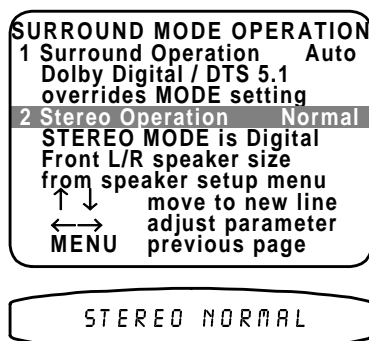 SURROUND MODE OPERATION
1 Surround Operation Auto
Dolby Digital / DTS 5.1
overrides MODE setting
2 Stereo Operation Normal
STEREO MODE is Digital
Front L/R speaker size
from speaker setup menu
↑ ↓ move to new line
←→ adjust parameter
MENU previous page
STEREO NORMAL